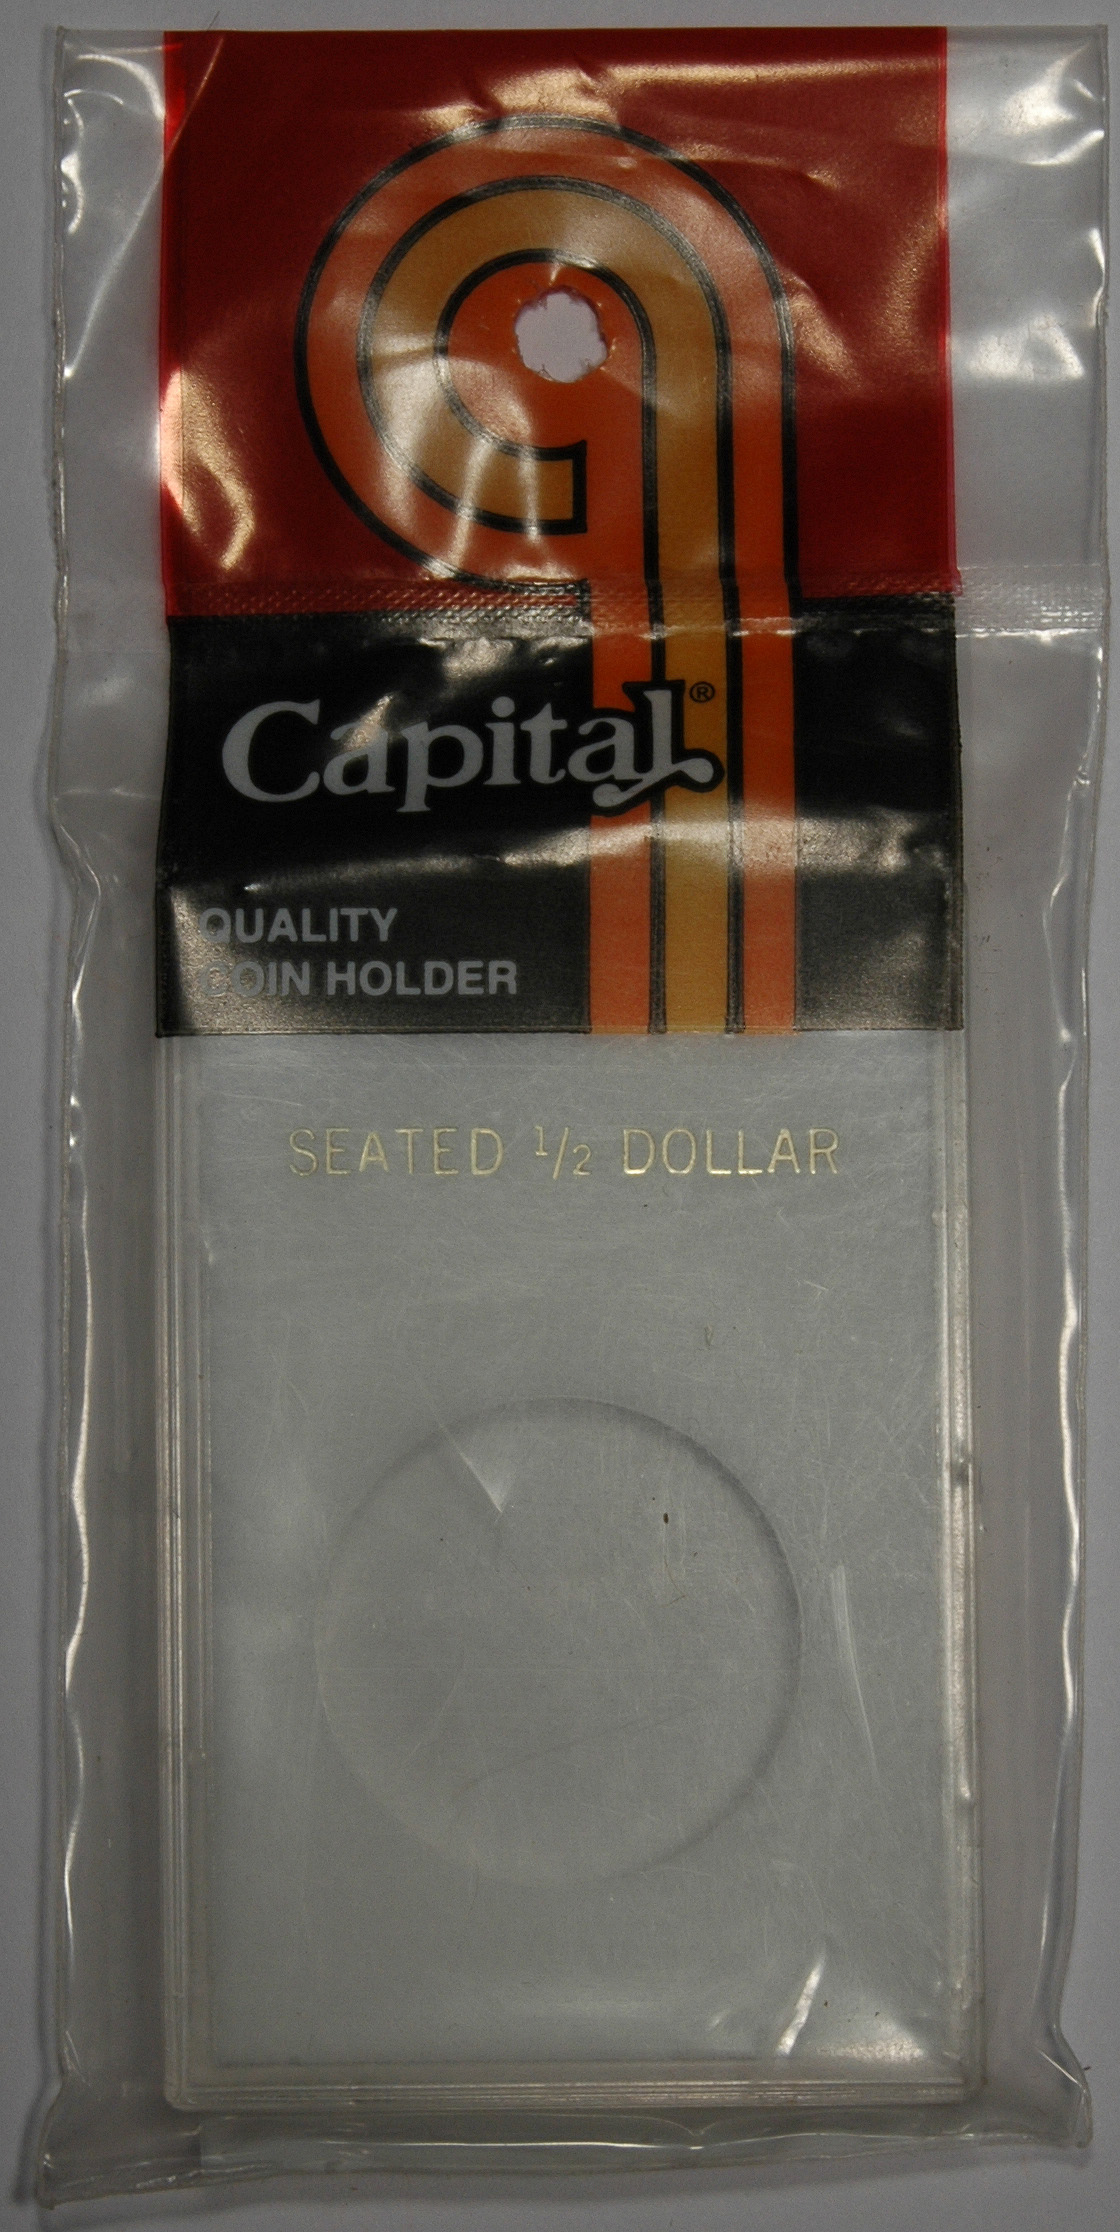 Capital®
QUALITY
COIN HOLDER
SEATED 1/2 DOLLAR